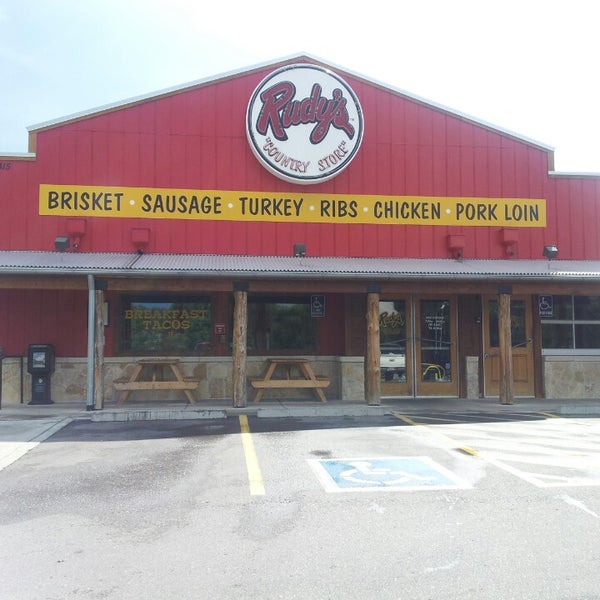 Rudy's
"COUNTRY STORE"
BRISKET · SAUSAGE · TURKEY · RIBS · CHICKEN · PORK LOIN
BREAKFAST
TACOS